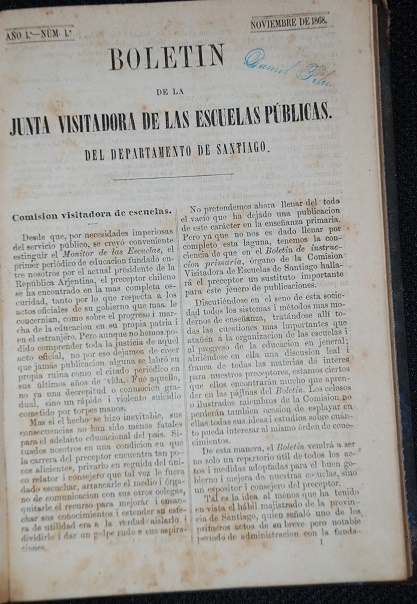 AÑO 1.º—NÚM. 1.º
NOVIEMBRE DE 1868.
BOLETIN
DE LA
JUNTA VISITADORA DE LAS ESCUELAS PÚBLICAS.
DEL DEPARTAMENTO DE SANTIAGO.
Comision visitadora de escuelas.
Desde que, por necesidades imperiosas
del servicio público, se creyó conveniente
estinguir el Monitor de las Escuelas, el
primer periódico de educacion fundado en-
tre nosotros por el actual presidente de la
República Arjentina, el preceptor chileno
se ha encontrado en la mas completa os-
curidad, tanto por lo que respecta a los
actos oficiales de su gobierno que mas le
conciernan, como sobre el progreso i mar-
cha de la educacion en su propia patria i
en el estranjero. Pero aunque no hemos po-
dido comprender toda la justicia de aquel
acto oficial, no por eso dejamos de creer
que jamás publicacion alguna se labró su
propia ruina como el citado periódico en
sus últimos años de vida. Fué aquello,
no ya una decrepitud o consuncion gra-
dual, sino un rápido i violento suicidio
cometido por torpes manos.
Mas si el hecho era inevitable, sus
consecuencias no han sido ménos fatales
para el adelanto educacional del pais. Si-
tuados nosotros en una condicion en que
la carrera del preceptor encuentra tan po-
cos alicientes, privarlo en seguida del úni-
co relator i consejero que tal vez le fuera
dado escuchar, arrancarle el medio i órga-
no de comunicacion con sus otros colegas,
quitarle el recurso para mejorar i ensan-
char sus conocimientos i estender su esfe-
ra de utilidad era a la verdad aislarlo i
dividirlo i dar un golpe rudo a sus aspira-
ciones.
No pretendemos ahora llenar del todo
el vacío que ha dejado una publicacion
de este carácter en la enseñanza primaria.
Pero ya que no nos es dado llenar por
completo esta laguna, tenemos la con-
ciencia de que en el Boletin de instruc-
cion primaria, órgano de la Comision
Visitadora de Escuelas de Santiago halla-
rá el preceptor un sustituto importante
para este jénero de publicaciones.
Discutiéndose en el seno de esta socie-
dad todos los sistemas i métodos mas mo-
dernos de enseñanza, tratándose allí to-
das las cuestiones mas importantes que
atañen a la organizacion de las escuelas i
al progreso de la educacion en jeneral;
abriéndose en ella una discusion leal i
franca de todas las materias de interes
para nuestros preceptores, estamos ciertos
que ellos encontrarán mucho que apren-
der en las pájinas del Boletin. Los celosos
o ilustrados miembros de la Comision no
perderán tambien ocasion de esplayar en
ellas todas sus ideas i estudios sobre cuán-
to pueda interesar al mismo órden de cono-
cimientos.
De esta manera, el Boletin vendrá a ser
no solo un repertorio útil de todos los ac-
tos i medidas adoptadas para el buen go-
bierno i mejora de nuestras escuelas, sino
un espositor i consejero del preceptor.
Tal es la idea al ménos que ha tenido
en vista el hábil majistrado de la provin-
cia de Santiago, quien señaló uno de los
primeros actos de su breve pero notable
período de administracion con la funda-
1